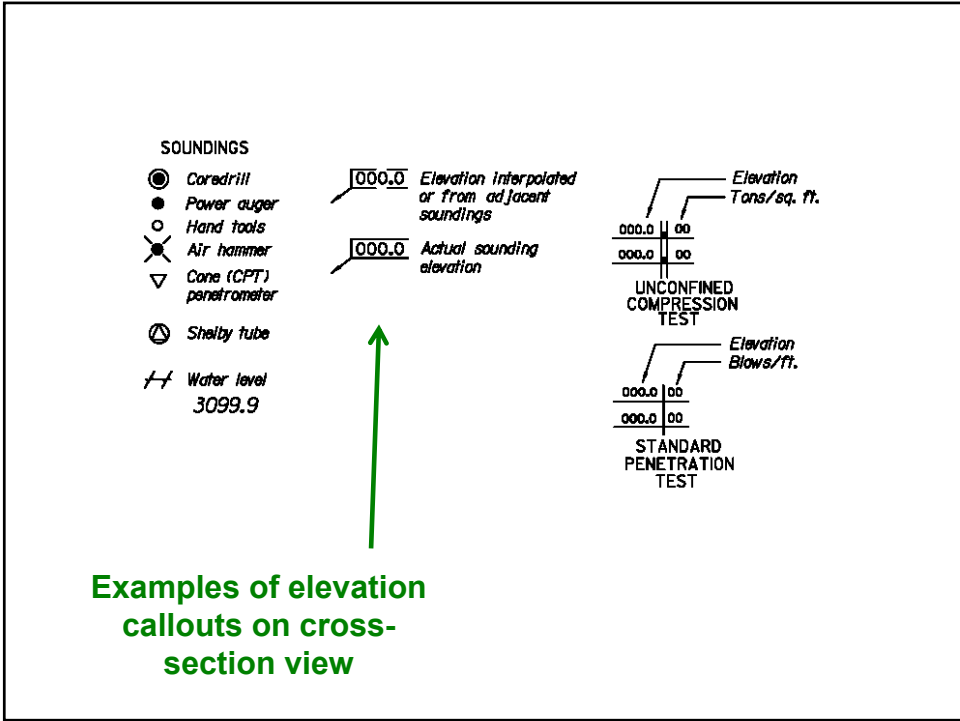 SOUNDINGS
Coredrill
Power auger
Hand tools
Air hammer
Cone (CPT)
penetrometer
Shelby tube
Water level
3099.9
000.0 Elevation interpolated
or from adjacent
soundings
000.0 Actual sounding
elevation
Elevation
Tons/sq. ft.
000.0 00
000.0 00
UNCONFINED
COMPRESSION
TEST
Elevation
Blows/ft.
000.0 00
000.0 00
STANDARD
PENETRATION
TEST
Examples of elevation
callouts on cross-
section view